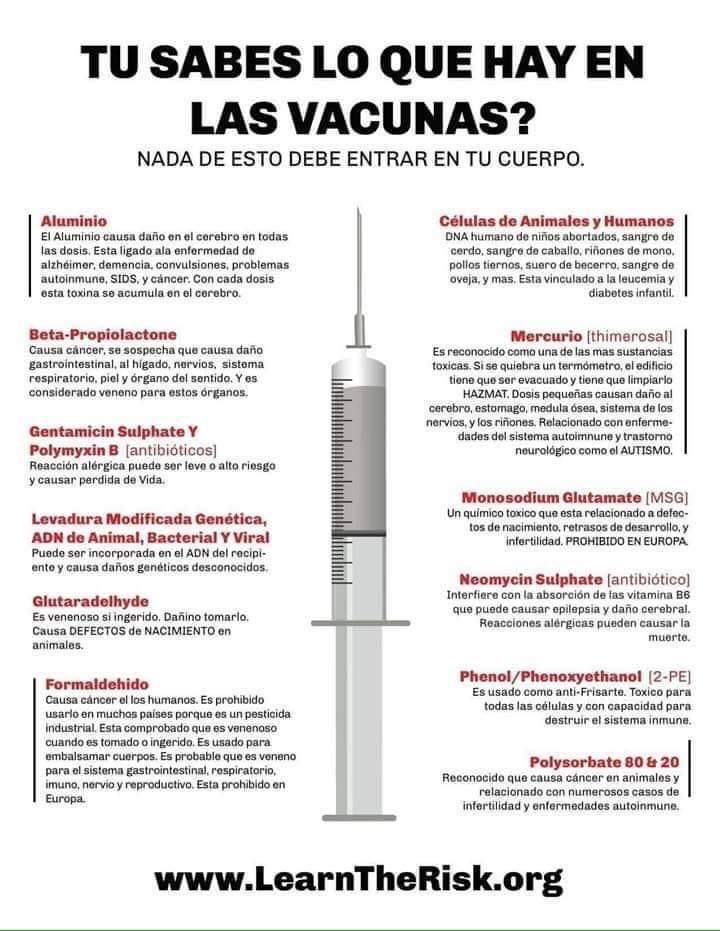 TU SABES LO QUE HAY EN
LAS VACUNAS?
NADA DE ESTO DEBE ENTRAR EN TU CUERPO.
Aluminio
El Aluminio causa daño en el cerebro en todas
las dosis. Esta ligado ala enfermedad de
alzhéimer, demencia, convulsiones, problemas
autoinmune, SIDS, y cáncer. Con cada dosis
esta toxina se acumula en el cerebro.
Beta-Propiolactone
Causa cáncer, se sospecha que causa daño
gastrointestinal, al hígado, nervios, sistema
respiratorio, piel y órgano del sentido. Y es
considerado veneno para estos órganos.
Gentamicin Sulphate Y
Polymyxin B [antibióticos]
Reacción alérgica puede ser leve o alto riesgo
y causar perdida de Vida.
Levadura Modificada Genética,
ADN de Animal, Bacterial Y Viral
Puede ser incorporada en el ADN del recipi-
ente y causa daños genéticos desconocidos.
Glutaradelhyde
Es venenoso si ingerido. Dañino tomarlo.
Causa DEFECTOS de NACIMIENTO en
animales.
Formaldehido
Causa cáncer el los humanos. Es prohibido
usarlo en muchos países porque es un pesticida
industrial. Esta comprobado que es venenoso
cuando es tomado o ingerido. Es usado para
embalsamar cuerpos. Es probable que es veneno
para el sistema gastrointestinal, respiratorio,
imuno, nervio y reproductivo. Esta prohibido en
Europa.
Células de Animales y Humanos
DNA humano de niños abortados, sangre de
cerdo, sangre de caballo, riñones de mono,
pollos tiernos, suero de becerro, sangre de
oveja, y mas. Esta vinculado a la leucemia y
diabetes infantil.
Mercurio [thimerosal]
Es reconocido como una de las mas sustancias
toxicas. Si se quiebra un termómetro, el edificio
tiene que ser evacuado y tiene que limpiarlo
HAZMAT. Dosis pequeñas causan daño al
cerebro, estomago, medula ósea, sistema de los
nervios, y los riñones. Relacionado con enferme-
dades del sistema autoimnune y trastorno
neurológico como el AUTISMO.
Monosodium Glutamate [MSG]
Un químico toxico que esta relacionado a defec-
tos de nacimiento, retrasos de desarrollo, y
infertilidad. PROHIBIDO EN EUROPA.
Neomycin Sulphate [antibiótico]
Interfiere con la absorción de las vitamina B6
que puede causar epilepsia y daño cerebral.
Reacciones alérgicas pueden causar la
muerte.
Phenol/Phenoxyethanol [2-PE]
Es usado como anti-Frisarte. Toxico para
todas las células y con capacidad para
destruir el sistema inmune.
Polysorbate 80 & 20
Reconocido que causa cáncer en animales y
relacionado con numerosos casos de
infertilidad y enfermedades autoinmune.
www.LearnTheRisk.org